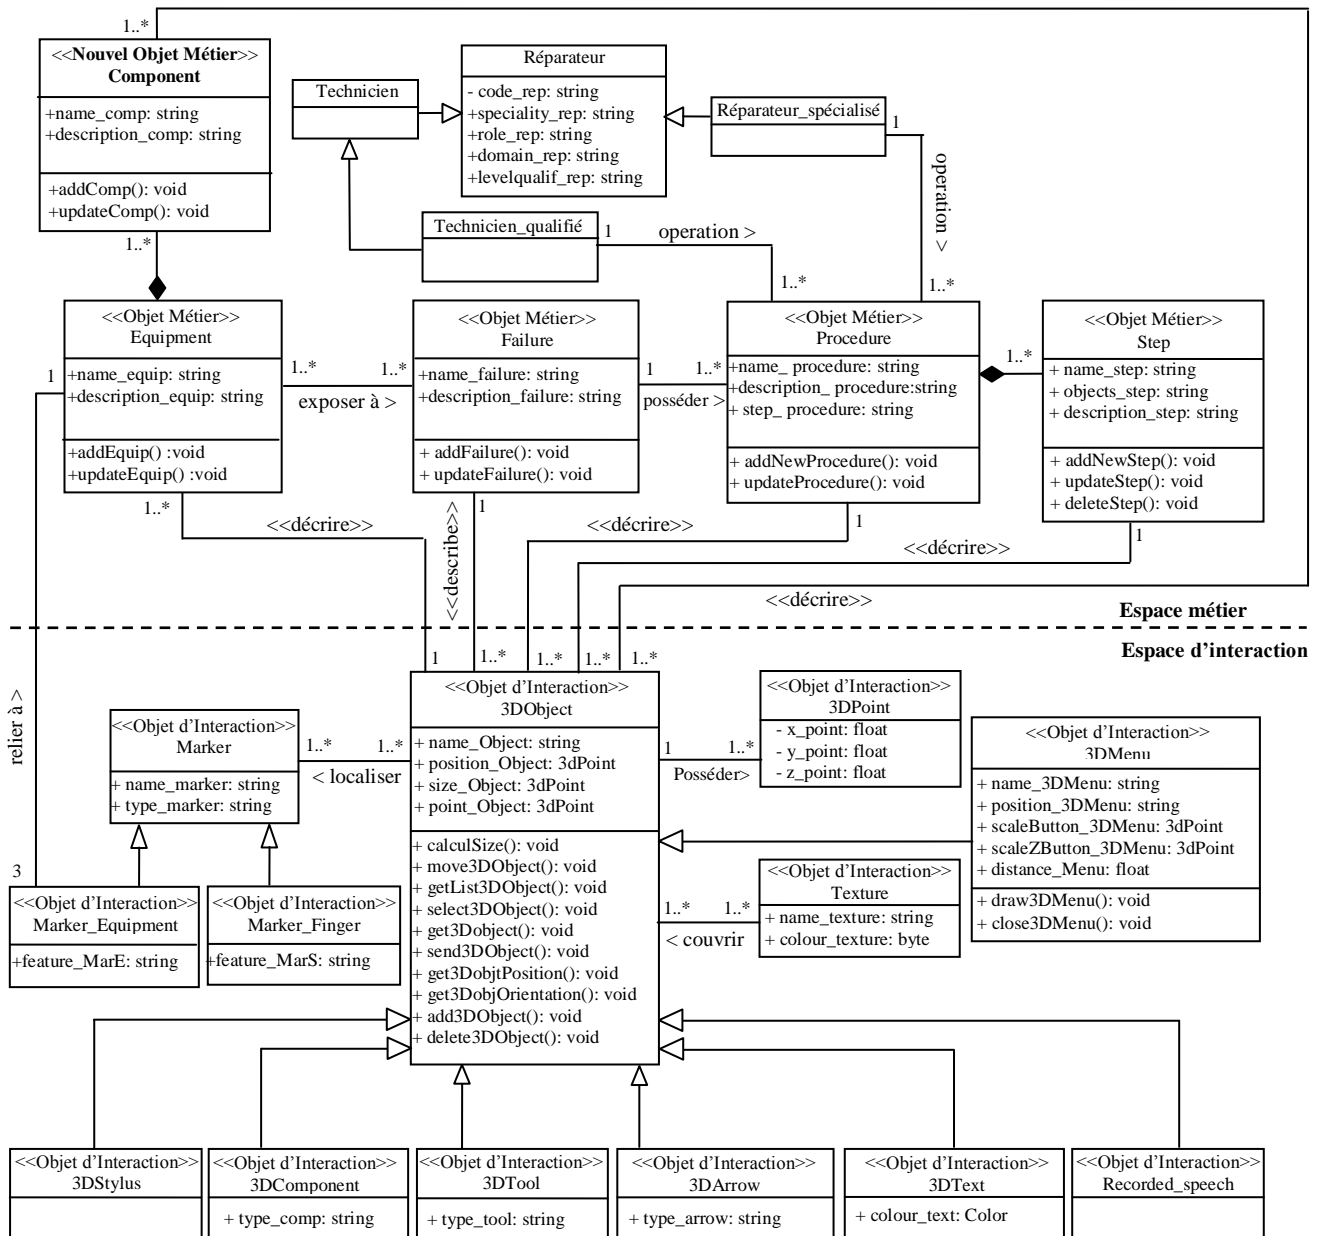 1..*
<<Nouvel Objet Métier>>
Component
+name_comp: string
+description_comp: string
+addComp(): void
+updateComp(): void
1..*
Technicien
Réparateur
- code_rep: string
+speciality_rep: string
+role_rep: string
+domain_rep: string
+levelqualif_rep: string
Réparateur_spécialisé
1
operation >
1..*
Technicien_qualifié
1
operation >
1..*
<<Objet Métier>>
Equipment
+name_equip: string
+description_equip: string
+addEquip() :void
+updateEquip() :void
1
1..*
1..*
exposer à >
1..*
<<Objet Métier>>
Failure
+name_failure: string
+description_failure: string
+ addFailure(): void
+ updateFailure(): void
1
1..*
posséder >
1
<<Objet Métier>>
Procedure
+name_ procedure: string
+description_ procedure:string
+ step_ procedure: string
+ addNewProcedure(): void
+ updateProcedure(): void
1..*
1
<<Objet Métier>>
Step
+ name_step: string
+ objects_step: string
+ description_step: string
+ addNewStep(): void
+ updateStep(): void
+ deleteStep(): void
1
<<décrire>>
<<describe>>
<<décrire>>
<<décrire>>
<<décrire>>
Espace métier
Espace d’interaction
1
1..*
1..*
1..*
1..*
relier à >
3
<<Objet d’Interaction>>
Marker
+ name_marker: string
+ type_marker: string
1..*
1..*
< localiser
<<Objet d’Interaction>>
3DObject
+ name_Object: string
+ position_Object: 3dPoint
+ size_Object: 3dPoint
+ point_Object: 3dPoint
+ calculSize(): void
+ move3DObject(): void
+ getList3DObject(): void
+ select3DObject(): void
+ get3Dobject(): void
+ send3DObject(): void
+ get3DobjtPosition(): void
+ get3DobjOrientation(): void
+ add3DObject(): void
+ delete3DObject(): void
1
1..*
Posséder>
<<Objet d’Interaction>>
3DPoint
- x_point: float
- y_point: float
- z_point: float
<<Objet d’Interaction>>
3DMenu
+ name_3DMenu: string
+ position_3DMenu: string
+ scaleButton_3DMenu: 3dPoint
+ scaleZButton_3DMenu: 3dPoint
+ distance_Menu: float
+ draw3DMenu(): void
+ close3DMenu(): void
1..*
1..*
< couvrir
<<Objet d’Interaction>>
Texture
+ name_texture: string
+ colour_texture: byte
<<Objet d’Interaction>>
Marker_Equipment
+feature_MarE: string
<<Objet d’Interaction>>
Marker_Finger
+feature_MarS: string
<<Objet d’Interaction>>
3DStylus
<<Objet d’Interaction>>
3DComponent
+ type_comp: string
<<Objet d’Interaction>>
3DTool
+ type_tool: string
<<Objet d’Interaction>>
3DArrow
+ type_arrow: string
<<Objet d’Interaction>>
3DText
+ colour_text: Color
<<Objet d’Interaction>>
Recorded_speech